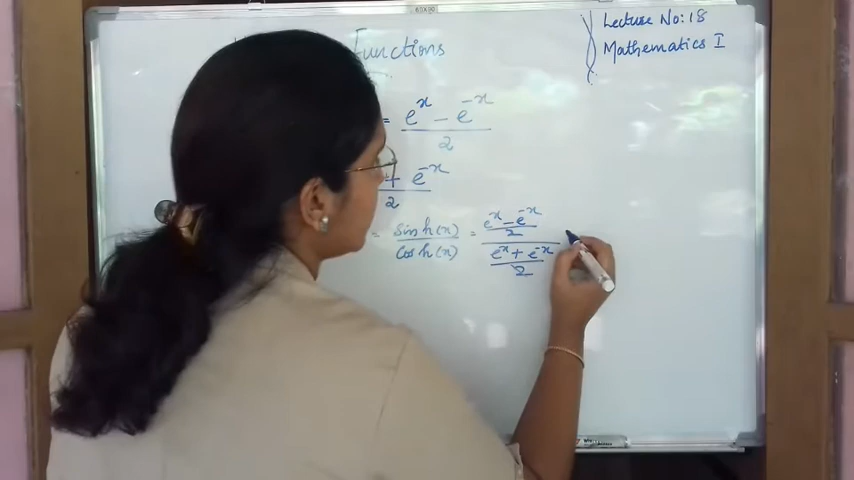 Functions
Lecture No: 18
Mathematics I
= e^x - e^-x / 2
+ e^-x / 2
= sinh(x) / cosh(x) = (e^x - e^-x / 2) / (e^x + e^-x / 2)